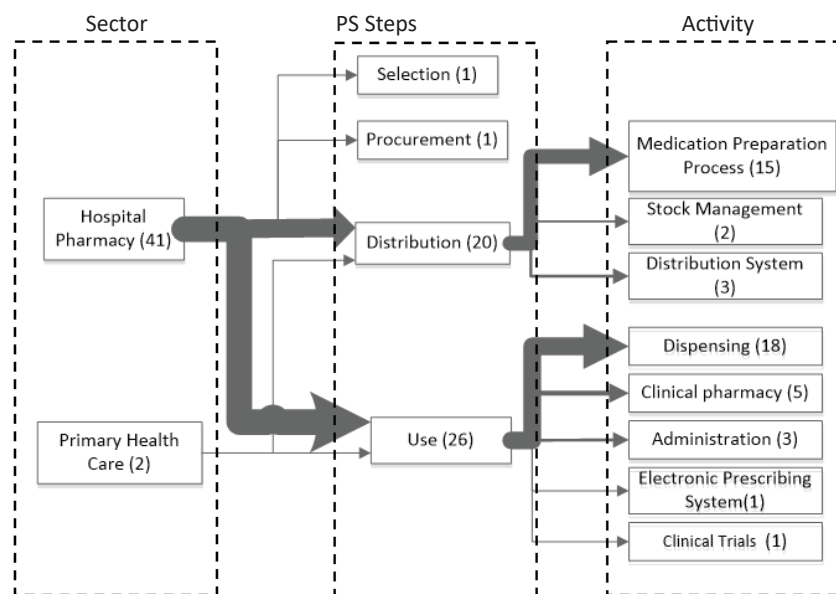 Sector
PS Steps
Activity
Selection (1)
Procurement (1)
Hospital
Pharmacy (41)
Distribution (20)
Primary Health
Care (2)
Use (26)
Medication Preparation
Process (15)
Stock Management
(2)
Distribution System
(3)
Dispensing (18)
Clinical pharmacy (5)
Administration (3)
Electronic Prescribing
System(1)
Clinical Trials (1)